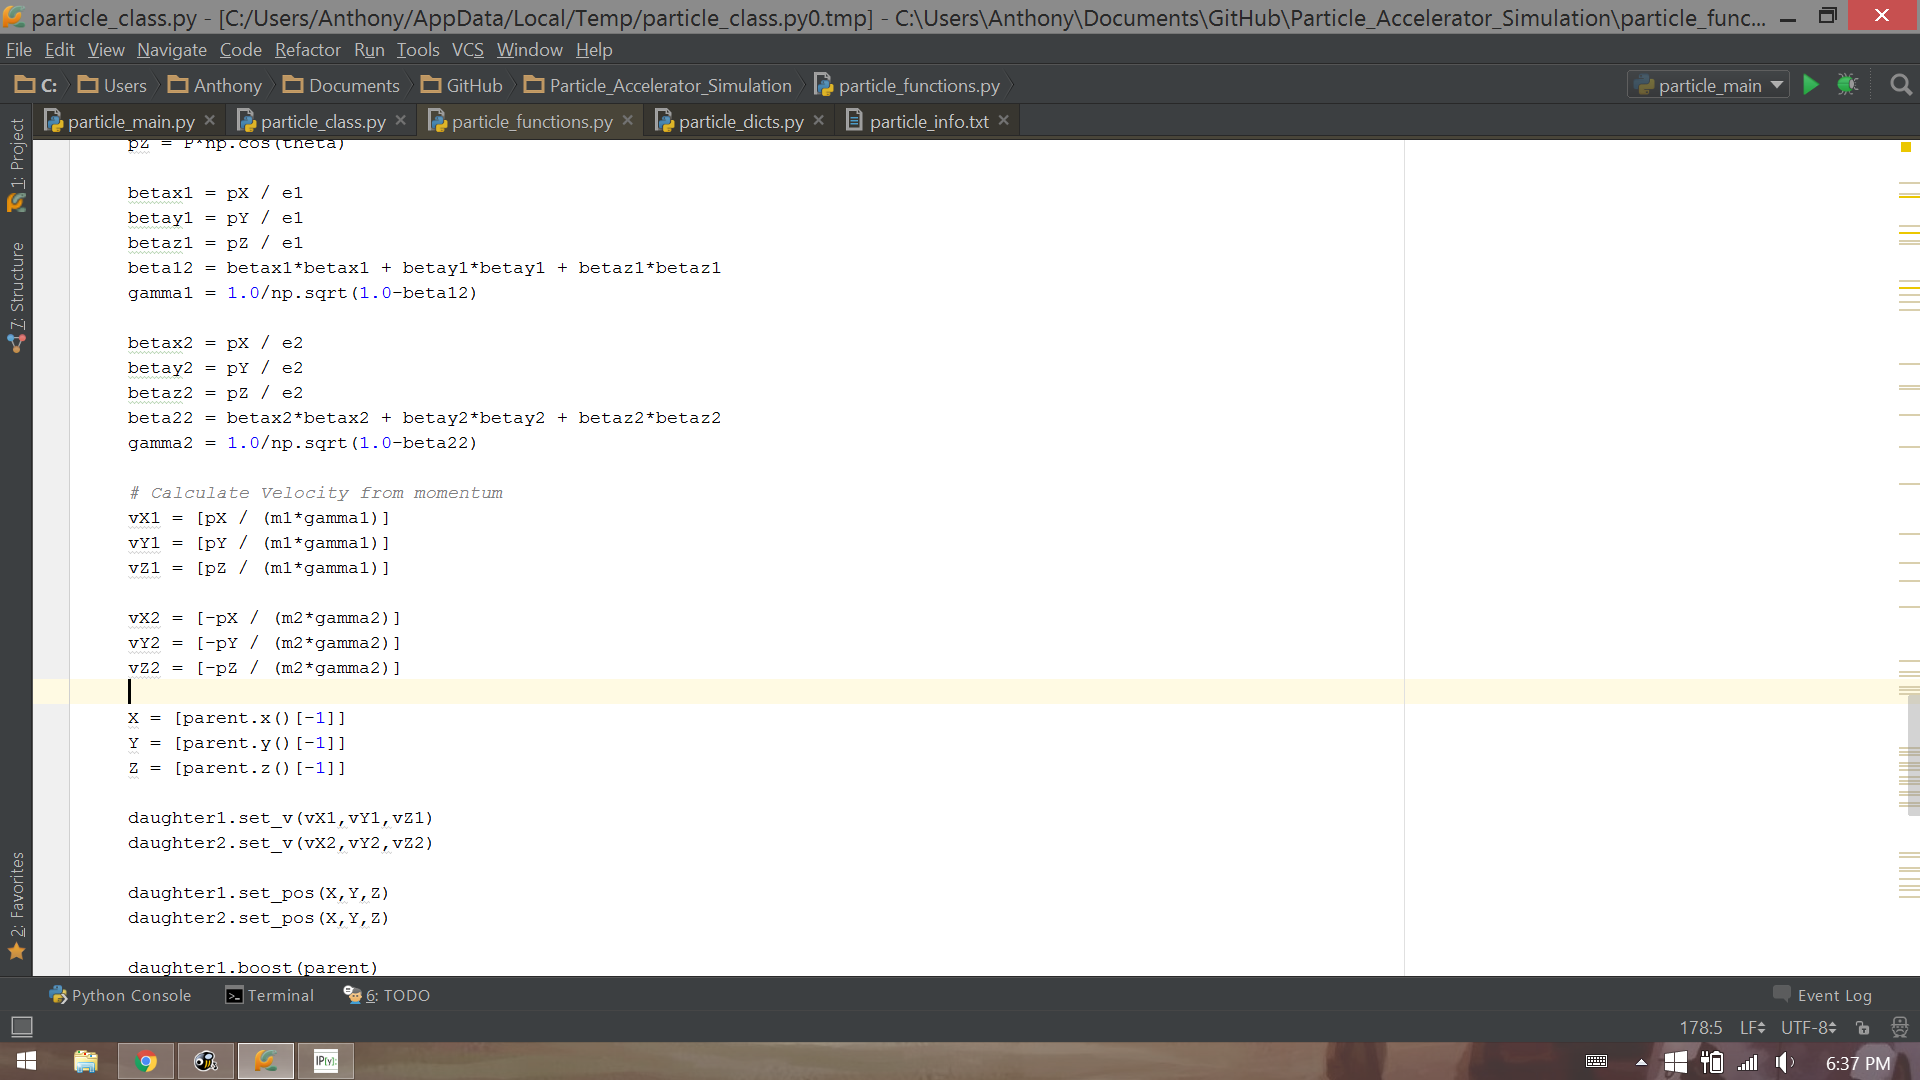 particle_class.py - [C:/Users/Anthony/AppData/Local/Temp/particle_class.py0.tmp] - C:\Users\Anthony\Documents\GitHub\Particle_Accelerator_Simulation\particle_func...
File Edit View Navigate Code Refactor Run Tools VCS Window Help
C: Users Anthony Documents GitHub Particle_Accelerator_Simulation particle_functions.py particle_main
particle_main.py particle_class.py particle_functions.py particle_dicts.py particle_info.txt
1: Project
7: Structure
2: Favorites
pZ = P*np.cos(theta)
betax1 = pX / e1
betay1 = pY / e1
betaz1 = pZ / e1
beta12 = betax1*betax1 + betay1*betay1 + betaz1*betaz1
gamma1 = 1.0/np.sqrt(1.0-beta12)
betax2 = pX / e2
betay2 = pY / e2
betaz2 = pZ / e2
beta22 = betax2*betax2 + betay2*betay2 + betaz2*betaz2
gamma2 = 1.0/np.sqrt(1.0-beta22)
# Calculate Velocity from momentum
vX1 = [pX / (m1*gamma1)]
vY1 = [pY / (m1*gamma1)]
vZ1 = [pZ / (m1*gamma1)]
vX2 = [-pX / (m2*gamma2)]
vY2 = [-pY / (m2*gamma2)]
vZ2 = [-pZ / (m2*gamma2)]
X = [parent.x()[-1]]
Y = [parent.y()[-1]]
Z = [parent.z()[-1]]
daughter1.set_v(vX1,vY1,vZ1)
daughter2.set_v(vX2,vY2,vZ2)
daughter1.set_pos(X,Y,Z)
daughter2.set_pos(X,Y,Z)
daughter1.boost(parent)
Python Console Terminal 6: TODO Event Log
178:5 LF UTF-8
IP[y]:
6:37 PM